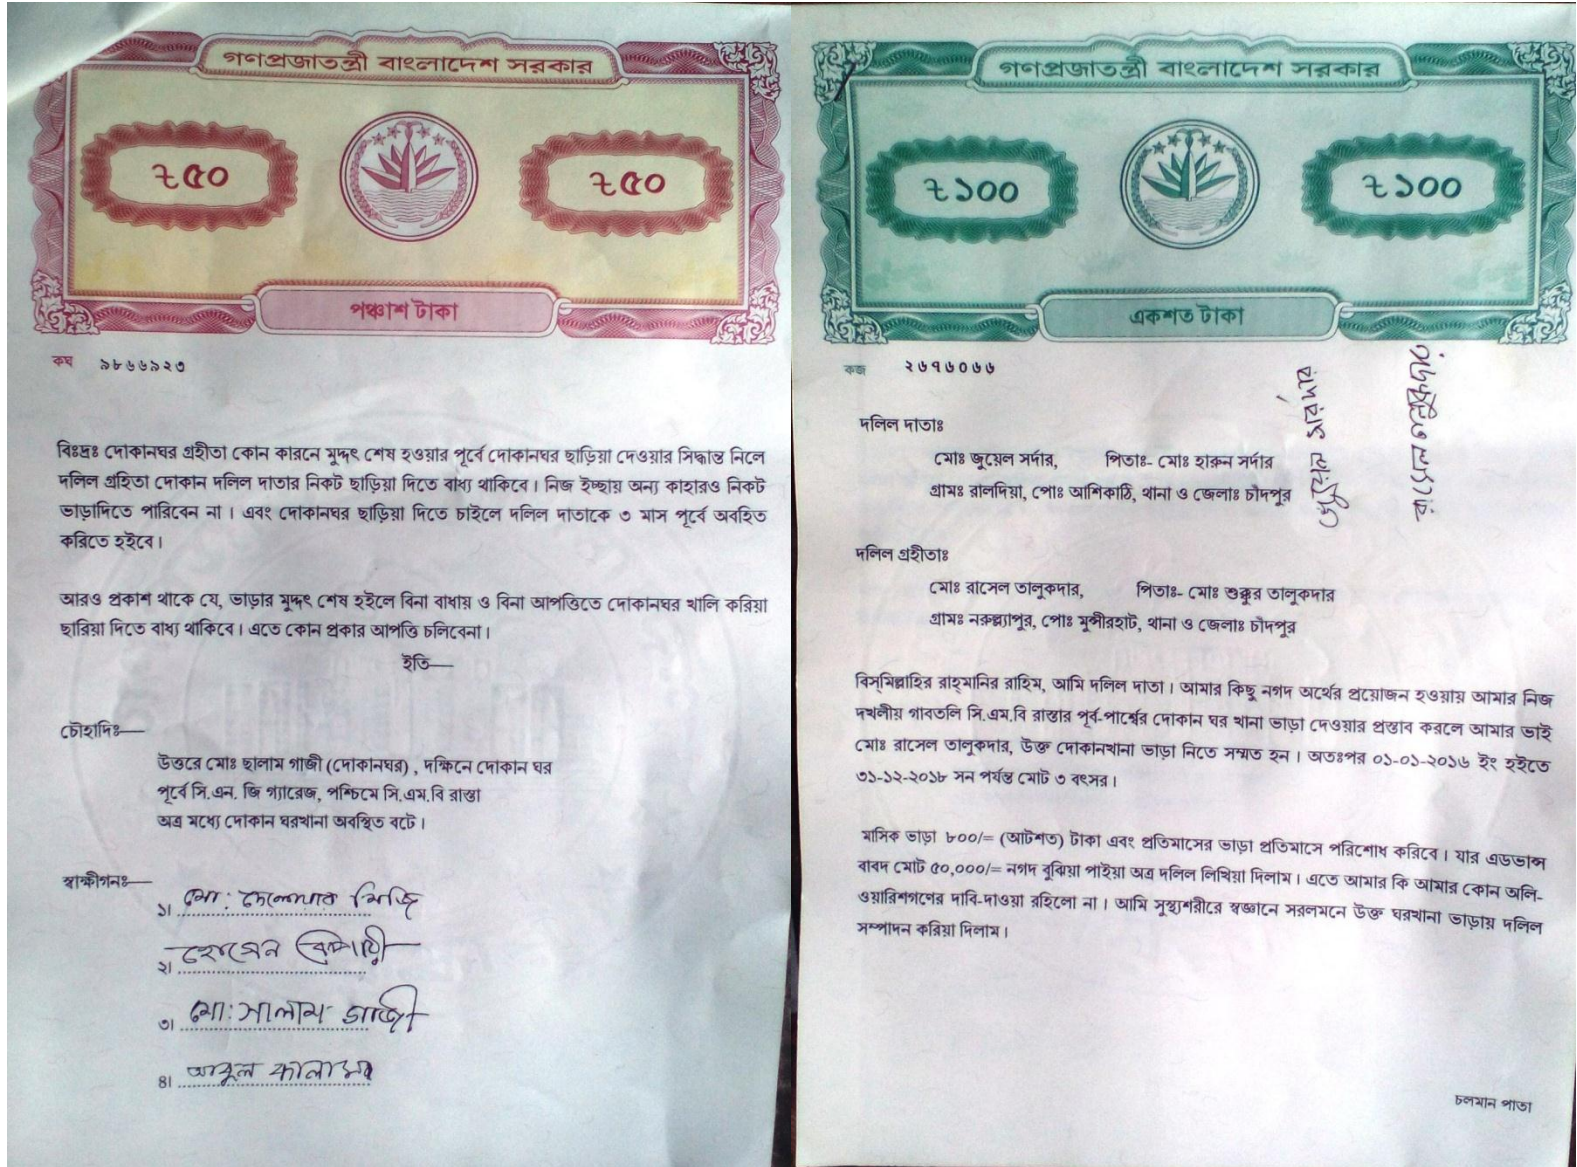 গণপ্রজাতন্ত্রী বাংলাদেশ সরকার
৳ ৫০
৳ ৫০
পঞ্চাশ টাকা
কঘ ৯৮৬৬৯২৩
বিঃদ্রঃ দোকানঘর গ্রহীতা কোন কারনে মুদ্দৎ শেষ হওয়ার পূর্বে দোকানঘর ছাড়িয়া দেওয়ার সিদ্ধান্ত নিলে
দলিল গ্রহিতা দোকান দলিল দাতার নিকট ছাড়িয়া দিতে বাধ্য থাকিবে। নিজ ইচ্ছায় অন্য কাহারও নিকট
ভাড়াদিতে পারিবেন না। এবং দোকানঘর ছাড়িয়া দিতে চাইলে দলিল দাতাকে ৩ মাস পূর্বে অবহিত
করিতে হইবে।
আরও প্রকাশ থাকে যে, ভাড়ার মুদ্দৎ শেষ হইলে বিনা বাধায় ও বিনা আপত্তিতে দোকানঘর খালি করিয়া
ছারিয়া দিতে বাধ্য থাকিবে। এতে কোন প্রকার আপত্তি চলিবেনা।
ইতি—
চৌহাদিঃ—
উত্তরে মোঃ ছালাম গাজী (দোকানঘর), দক্ষিনে দোকান ঘর
পূর্বে সি.এন. জি গ্যারেজ, পশ্চিমে সি.এম.বি রাস্তা
অত্র মধ্যে দোকান ঘরখানা অবস্থিত বটে।
স্বাক্ষীগনঃ—
১। মো: দেলোয়ার মিজি
২। হোসেন
৩। মো: সালাম গাজী
৪। আবুল কালাম
গণপ্রজাতন্ত্রী বাংলাদেশ সরকার
৳ ১০০
৳ ১০০
একশত টাকা
কজ ২৬৭৬০৬৬
জুয়েল সর্দার
রাসেল তালুকদার
দলিল দাতাঃ
মোঃ জুয়েল সর্দার, পিতাঃ- মোঃ হারুন সর্দার
গ্রামঃ রালদিয়া, পোঃ আশিকাঠি, থানা ও জেলাঃ চাঁদপুর
দলিল গ্রহীতাঃ
মোঃ রাসেল তালুকদার, পিতাঃ- মোঃ শুক্কুর তালুকদার
গ্রামঃ নরুল্ল্যাপুর, পোঃ মুন্সীরহাট, থানা ও জেলাঃ চাঁদপুর
বিস্‌মিল্লাহির রাহ্‌মানির রাহিম, আমি দলিল দাতা। আমার কিছু নগদ অর্থের প্রয়োজন হওয়ায় আমার নিজ
দখলীয় গাবতলি সি.এম.বি রাস্তার পূর্ব-পার্শ্বের দোকান ঘর খানা ভাড়া দেওয়ার প্রস্তাব করলে আমার ভাই
মোঃ রাসেল তালুকদার, উক্ত দোকানখানা ভাড়া নিতে সম্মত হন। অতঃপর ০১-০১-২০১৬ ইং হইতে
৩১-১২-২০১৮ সন পর্যন্ত মোট ৩ বৎসর।
মাসিক ভাড়া ৮০০/= (আটশত) টাকা এবং প্রতিমাসের ভাড়া প্রতিমাসে পরিশোধ করিবে। যার এডভান্স
বাবদ মোট ৫০,০০০/= নগদ বুঝিয়া পাইয়া অত্র দলিল লিখিয়া দিলাম। এতে আমার কি আমার কোন অলি-
ওয়ারিশগণের দাবি-দাওয়া রহিলো না। আমি সুস্থ্যশরীরে স্বজ্ঞানে সরলমনে উক্ত ঘরখানা ভাড়ায় দলিল
সম্পাদন করিয়া দিলাম।
চলমান পাতা